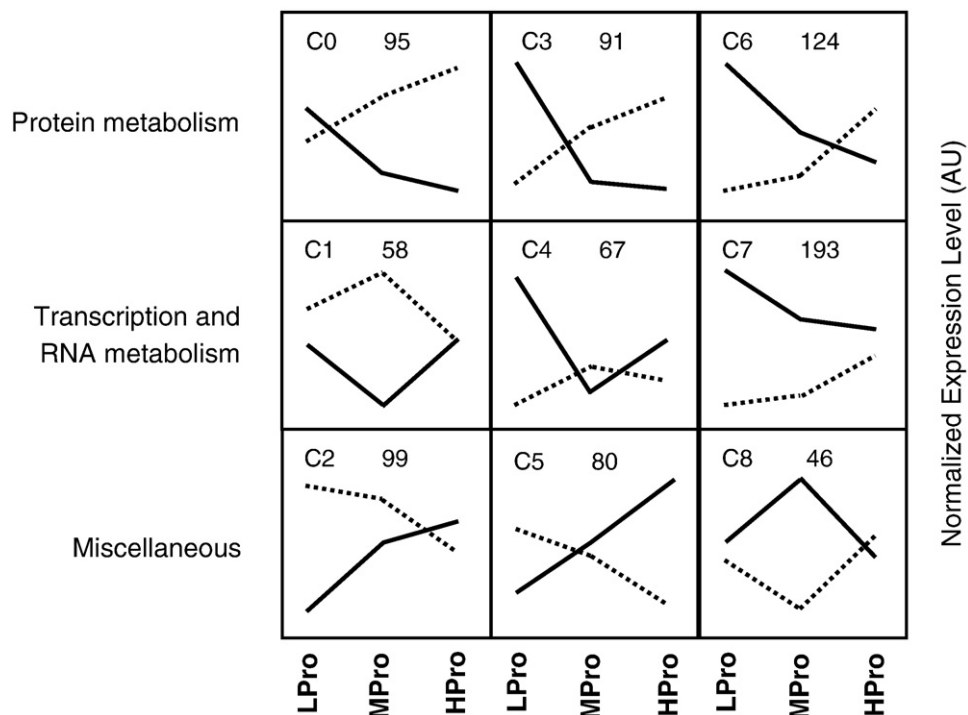 C0 95
C3 91
C6 124
Protein metabolism
C1 58
C4 67
C7 193
Transcription and
RNA metabolism
C2 99
C5 80
C8 46
Miscellaneous
Normalized Expression Level (AU)
LPro
MPro
HPro
LPro
MPro
HPro
LPro
MPro
HPro